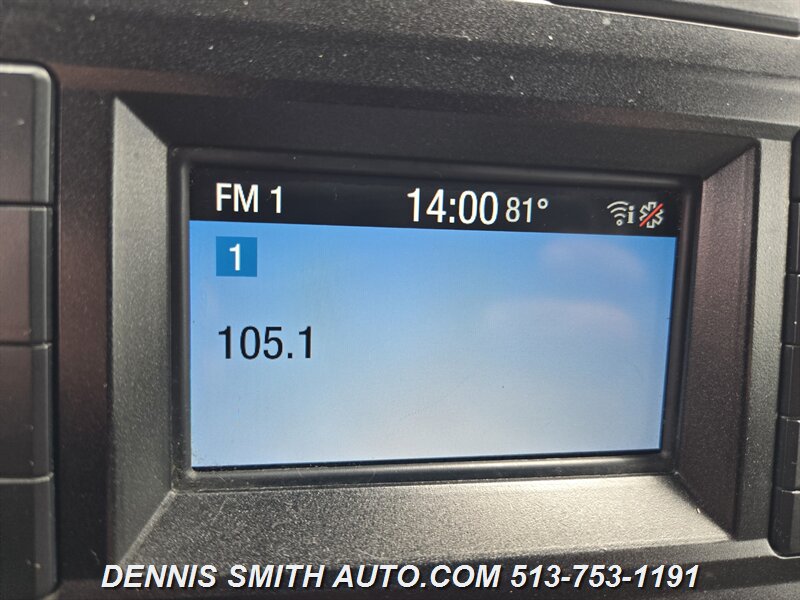 FM 1 14:00 81°
1
105.1
DENNIS SMITH AUTO.COM 513-753-1191